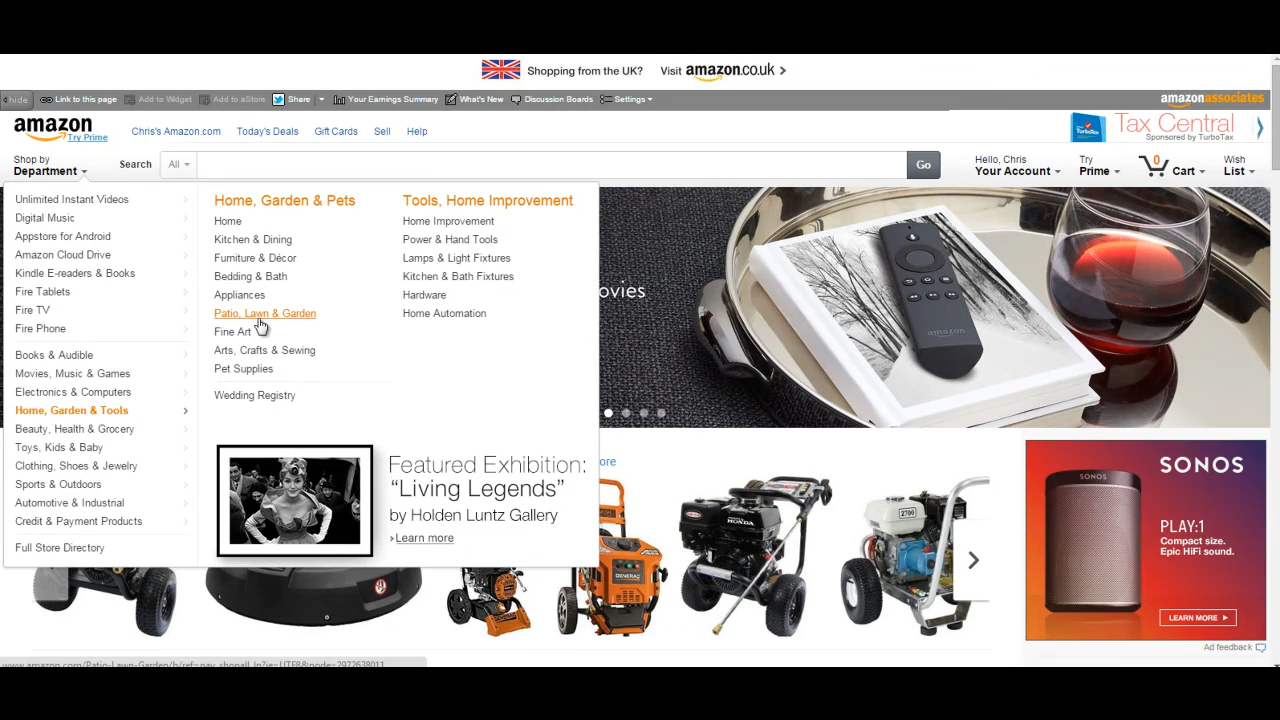 Shopping from the UK? Visit amazon.co.uk
hide Link to this page Add to Widget Add to aStore Share Your Earnings Summary What's New Discussion Boards Settings amazonassociates
amazon
Try Prime
Chris's Amazon.com Today's Deals Gift Cards Sell Help
TurboTax
Tax Central
Sponsored by TurboTax
Shop by
Department
Search All Go
Hello, Chris
Your Account
Try
Prime
0
Cart
Wish
List
Unlimited Instant Videos
Digital Music
Appstore for Android
Amazon Cloud Drive
Kindle E-readers & Books
Fire Tablets
Fire TV
Fire Phone
Books & Audible
Movies, Music & Games
Electronics & Computers
Home, Garden & Tools
Beauty, Health & Grocery
Toys, Kids & Baby
Clothing, Shoes & Jewelry
Sports & Outdoors
Automotive & Industrial
Credit & Payment Products
Full Store Directory
Home, Garden & Pets
Home
Kitchen & Dining
Furniture & Décor
Bedding & Bath
Appliances
Patio, Lawn & Garden
Fine Art
Arts, Crafts & Sewing
Pet Supplies
Wedding Registry
Tools, Home Improvement
Home Improvement
Power & Hand Tools
Lamps & Light Fixtures
Kitchen & Bath Fixtures
Hardware
Home Automation
Featured Exhibition:
“Living Legends”
by Holden Luntz Gallery
Learn more
ovies
amazon
ore
HONDA
GENERAC
2700
SONOS
SONOS
PLAY:1
Compact size.
Epic HiFi sound.
LEARN MORE
Ad feedback
www.amazon.com/Patio-Lawn-Garden/b/ref=nav_shopall_lp?ie=UTF8&node=2972638011